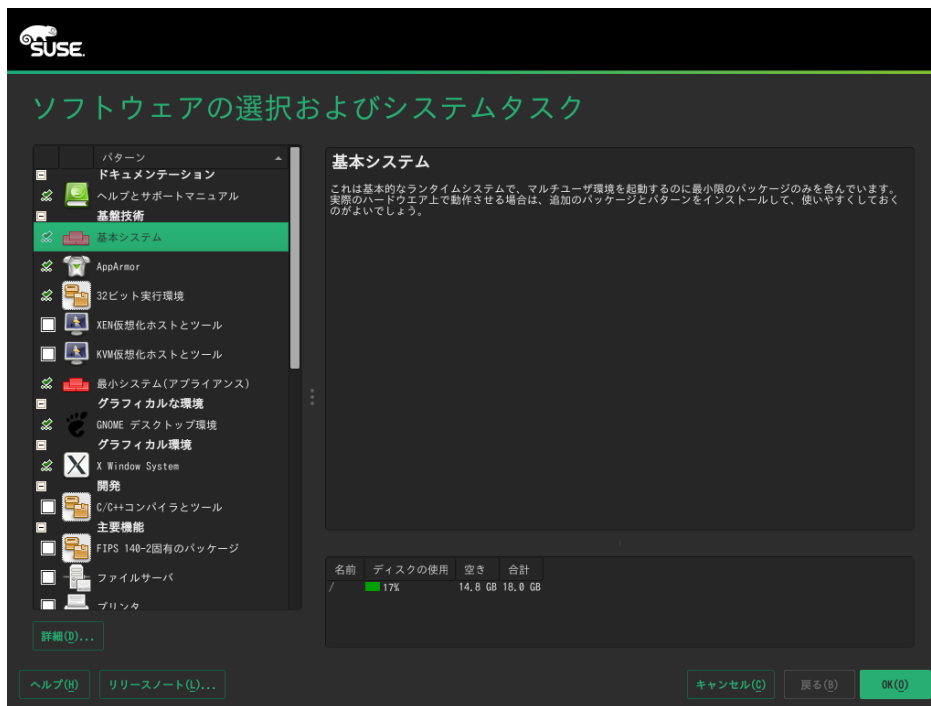 SUSE.
ソフトウェアの選択およびシステムタスク
パターン
ドキュメンテーション
ヘルプとサポートマニュアル
基盤技術
基本システム
AppArmor
32ビット実行環境
XEN仮想化ホストとツール
KVM仮想化ホストとツール
最小システム(アプライアンス)
グラフィカルな環境
GNOME デスクトップ環境
グラフィカル環境
X Window System
開発
C/C++コンパイラとツール
主要機能
FIPS 140-2固有のパッケージ
ファイルサーバ
プリンタ
詳細(D)...
基本システム
これは基本的なランタイムシステムで、マルチユーザ環境を起動するのに最小限のパッケージのみを含んでいます。
実際のハードウエア上で動作させる場合は、追加のパッケージとパターンをインストールして、使いやすくしておく
のがよいでしょう。
名前 ディスクの使用 空き 合計
/ 17% 14.8 GB 18.0 GB
ヘルプ(H) リリースノート(L)... キャンセル(C) 戻る(B) OK(O)